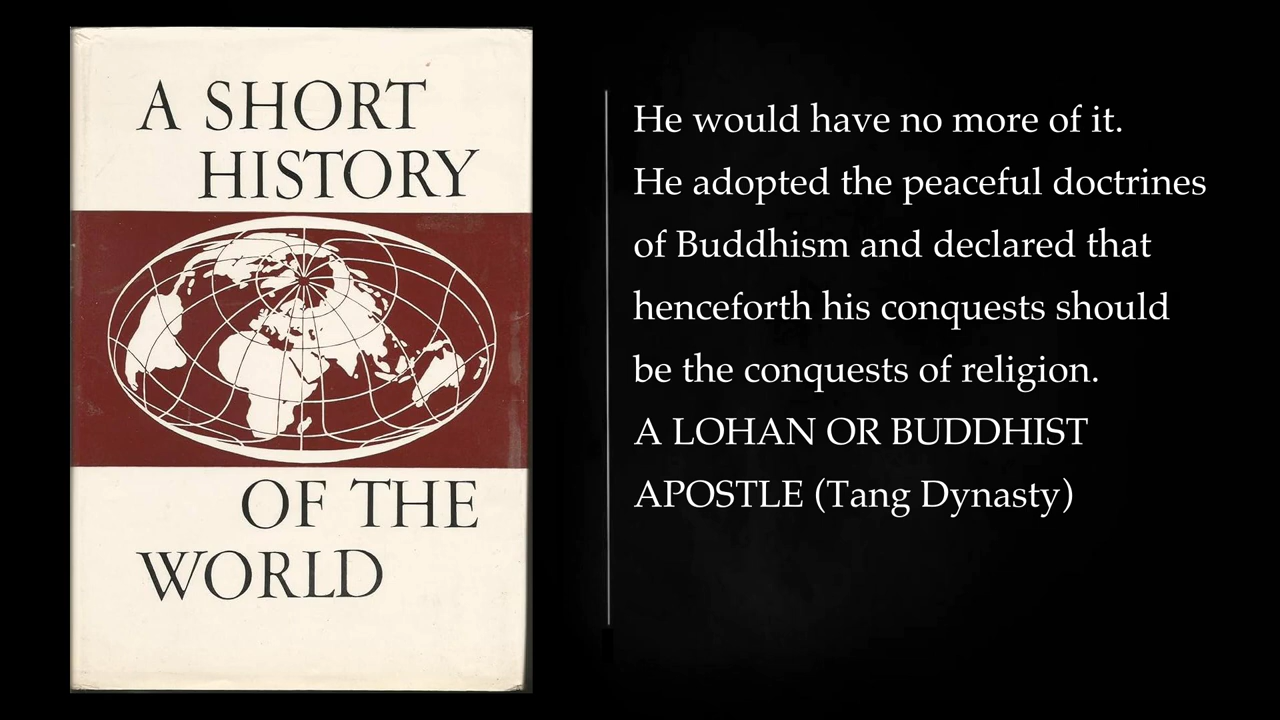 A SHORT
HISTORY
OF THE
WORLD
He would have no more of it.
He adopted the peaceful doctrines
of Buddhism and declared that
henceforth his conquests should
be the conquests of religion.
A LOHAN OR BUDDHIST
APOSTLE (Tang Dynasty)